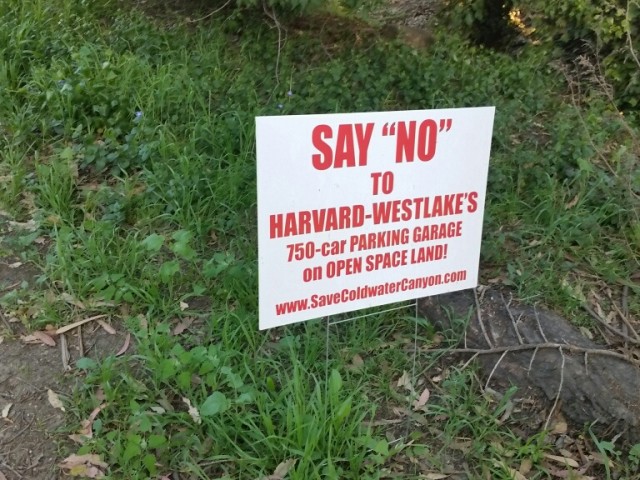 SAY “NO”
TO
HARVARD-WESTLAKE'S
750-car PARKING GARAGE
on OPEN SPACE LAND!
www.SaveColdwaterCanyon.com